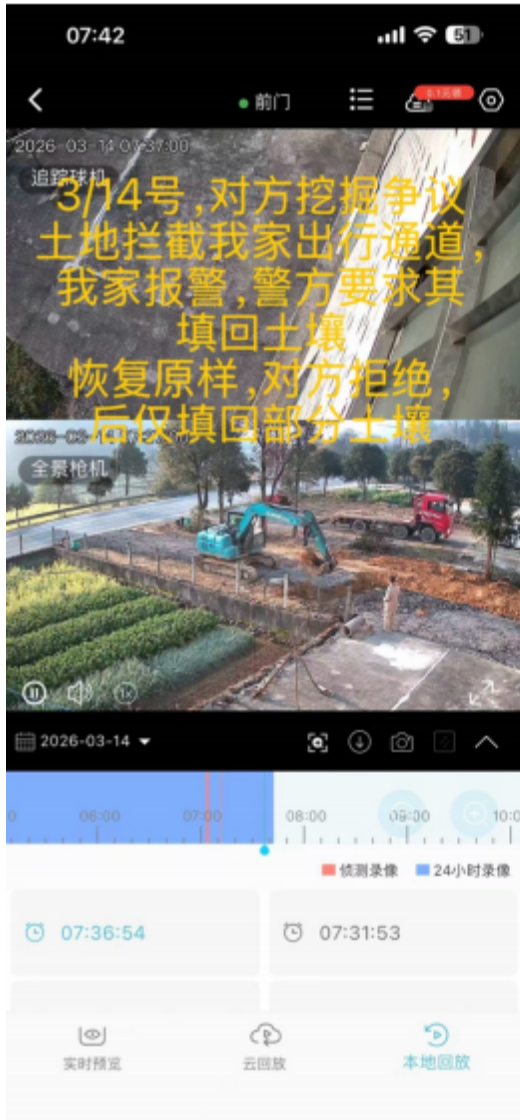 07:42
51
前门
2026-03-14 07:37:00
追踪球机
3/14号,对方挖掘争议
土地拦截我家出行通道,
我家报警,警方要求其
填回土壤
恢复原样,对方拒绝,
后仅填回部分土壤
全景枪机
1x
2026-03-14
06:00
07:00
08:00
09:00
侦测录像
24小时录像
07:36:54
07:31:53
实时预览
云回放
本地回放